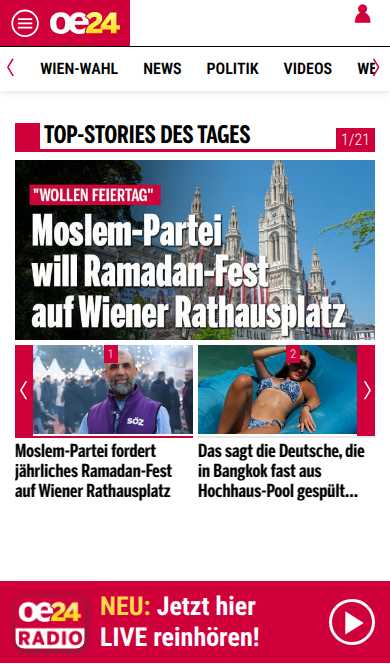 oe24
WIEN-WAHL NEWS POLITIK VIDEOS WE
TOP-STORIES DES TAGES
1/21
"WOLLEN FEIERTAG"
Moslem-Partei
will Ramadan-Fest
auf Wiener Rathausplatz
1
SÖZ
2
Moslem-Partei fordert
jährliches Ramadan-Fest
auf Wiener Rathausplatz
Das sagt die Deutsche, die
in Bangkok fast aus
Hochhaus-Pool gespült...
oe24
RADIO
NEU: Jetzt hier
LIVE reinhören!